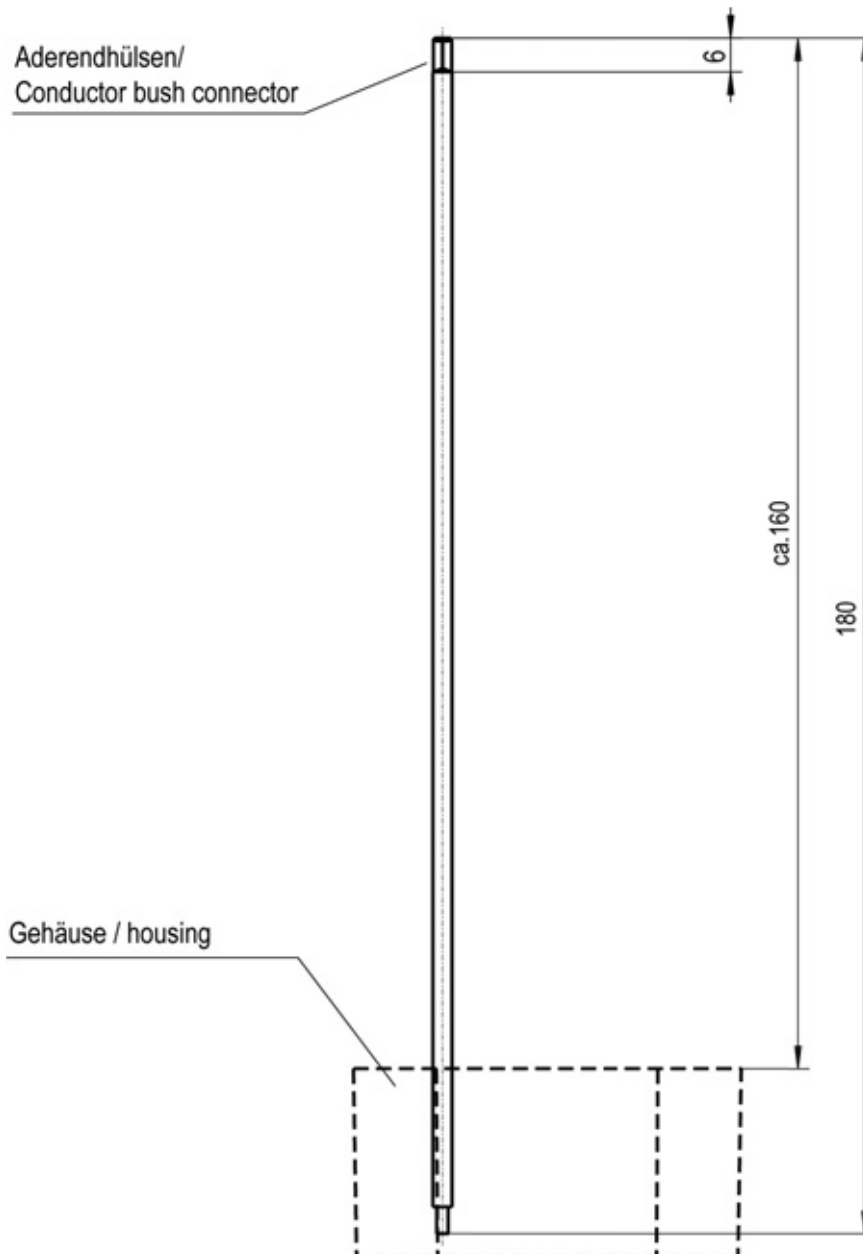 Aderendhülsen/
Conductor bush connector
6
ca.160
180
Gehäuse / housing